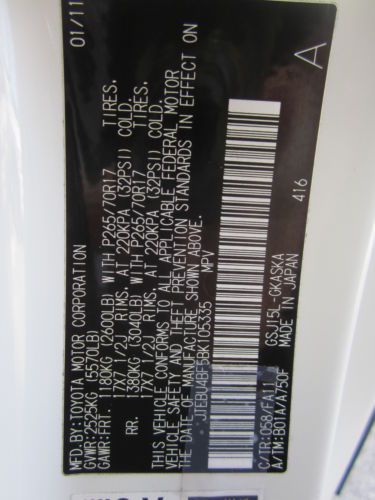 MFD.BY:TOYOTA MOTOR CORPORATION 01/11
GVWR:2525KG (5570LB)
GAWR:FRT. 1180KG (2600LB) WITH P265/70R17 TIRES.
17X7 1/2J RIMS. AT 220KPA (32PSI) COLD.
RR. 1380KG (3040LB) WITH P265/70R17 TIRES.
17X7 1/2J RIMS. AT 220KPA (32PSI) COLD.
THIS VEHICLE CONFORMS TO ALL APPLICABLE FEDERAL MOTOR
VEHICLE SAFETY AND THEFT PREVENTION STANDARDS IN EFFECT ON
THE DATE OF MANUFACTURE SHOWN ABOVE.
JTEBU4BF5BK105335 MPV A
GSJ15L-GKASKA 416
C/TR:058/FA11
A/TM:B01A/A750F MADE IN JAPAN